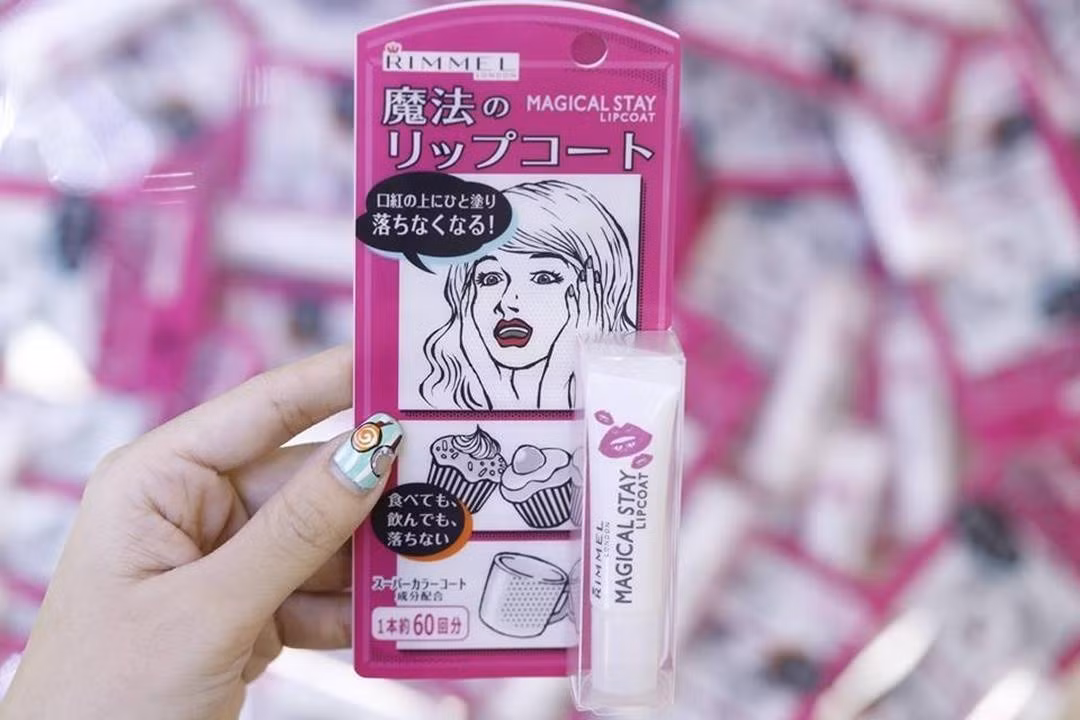 RIMMEL
LONDON
魔法の
リップコート
MAGICAL STAY
LIPCOAT
口紅の上にひと塗り
落ちなくなる!
食べても、
飲んでも、
落ちない
スーパーカラーコート
成分配合
1本約60回分
RIMMEL
LONDON
MAGICAL STAY
LIPCOAT